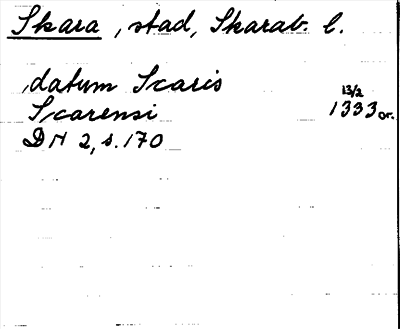 Skara, stad, Skarab. l.
datum Scaris 13/2
Scarensi 1333 or.
DN 2, s. 170